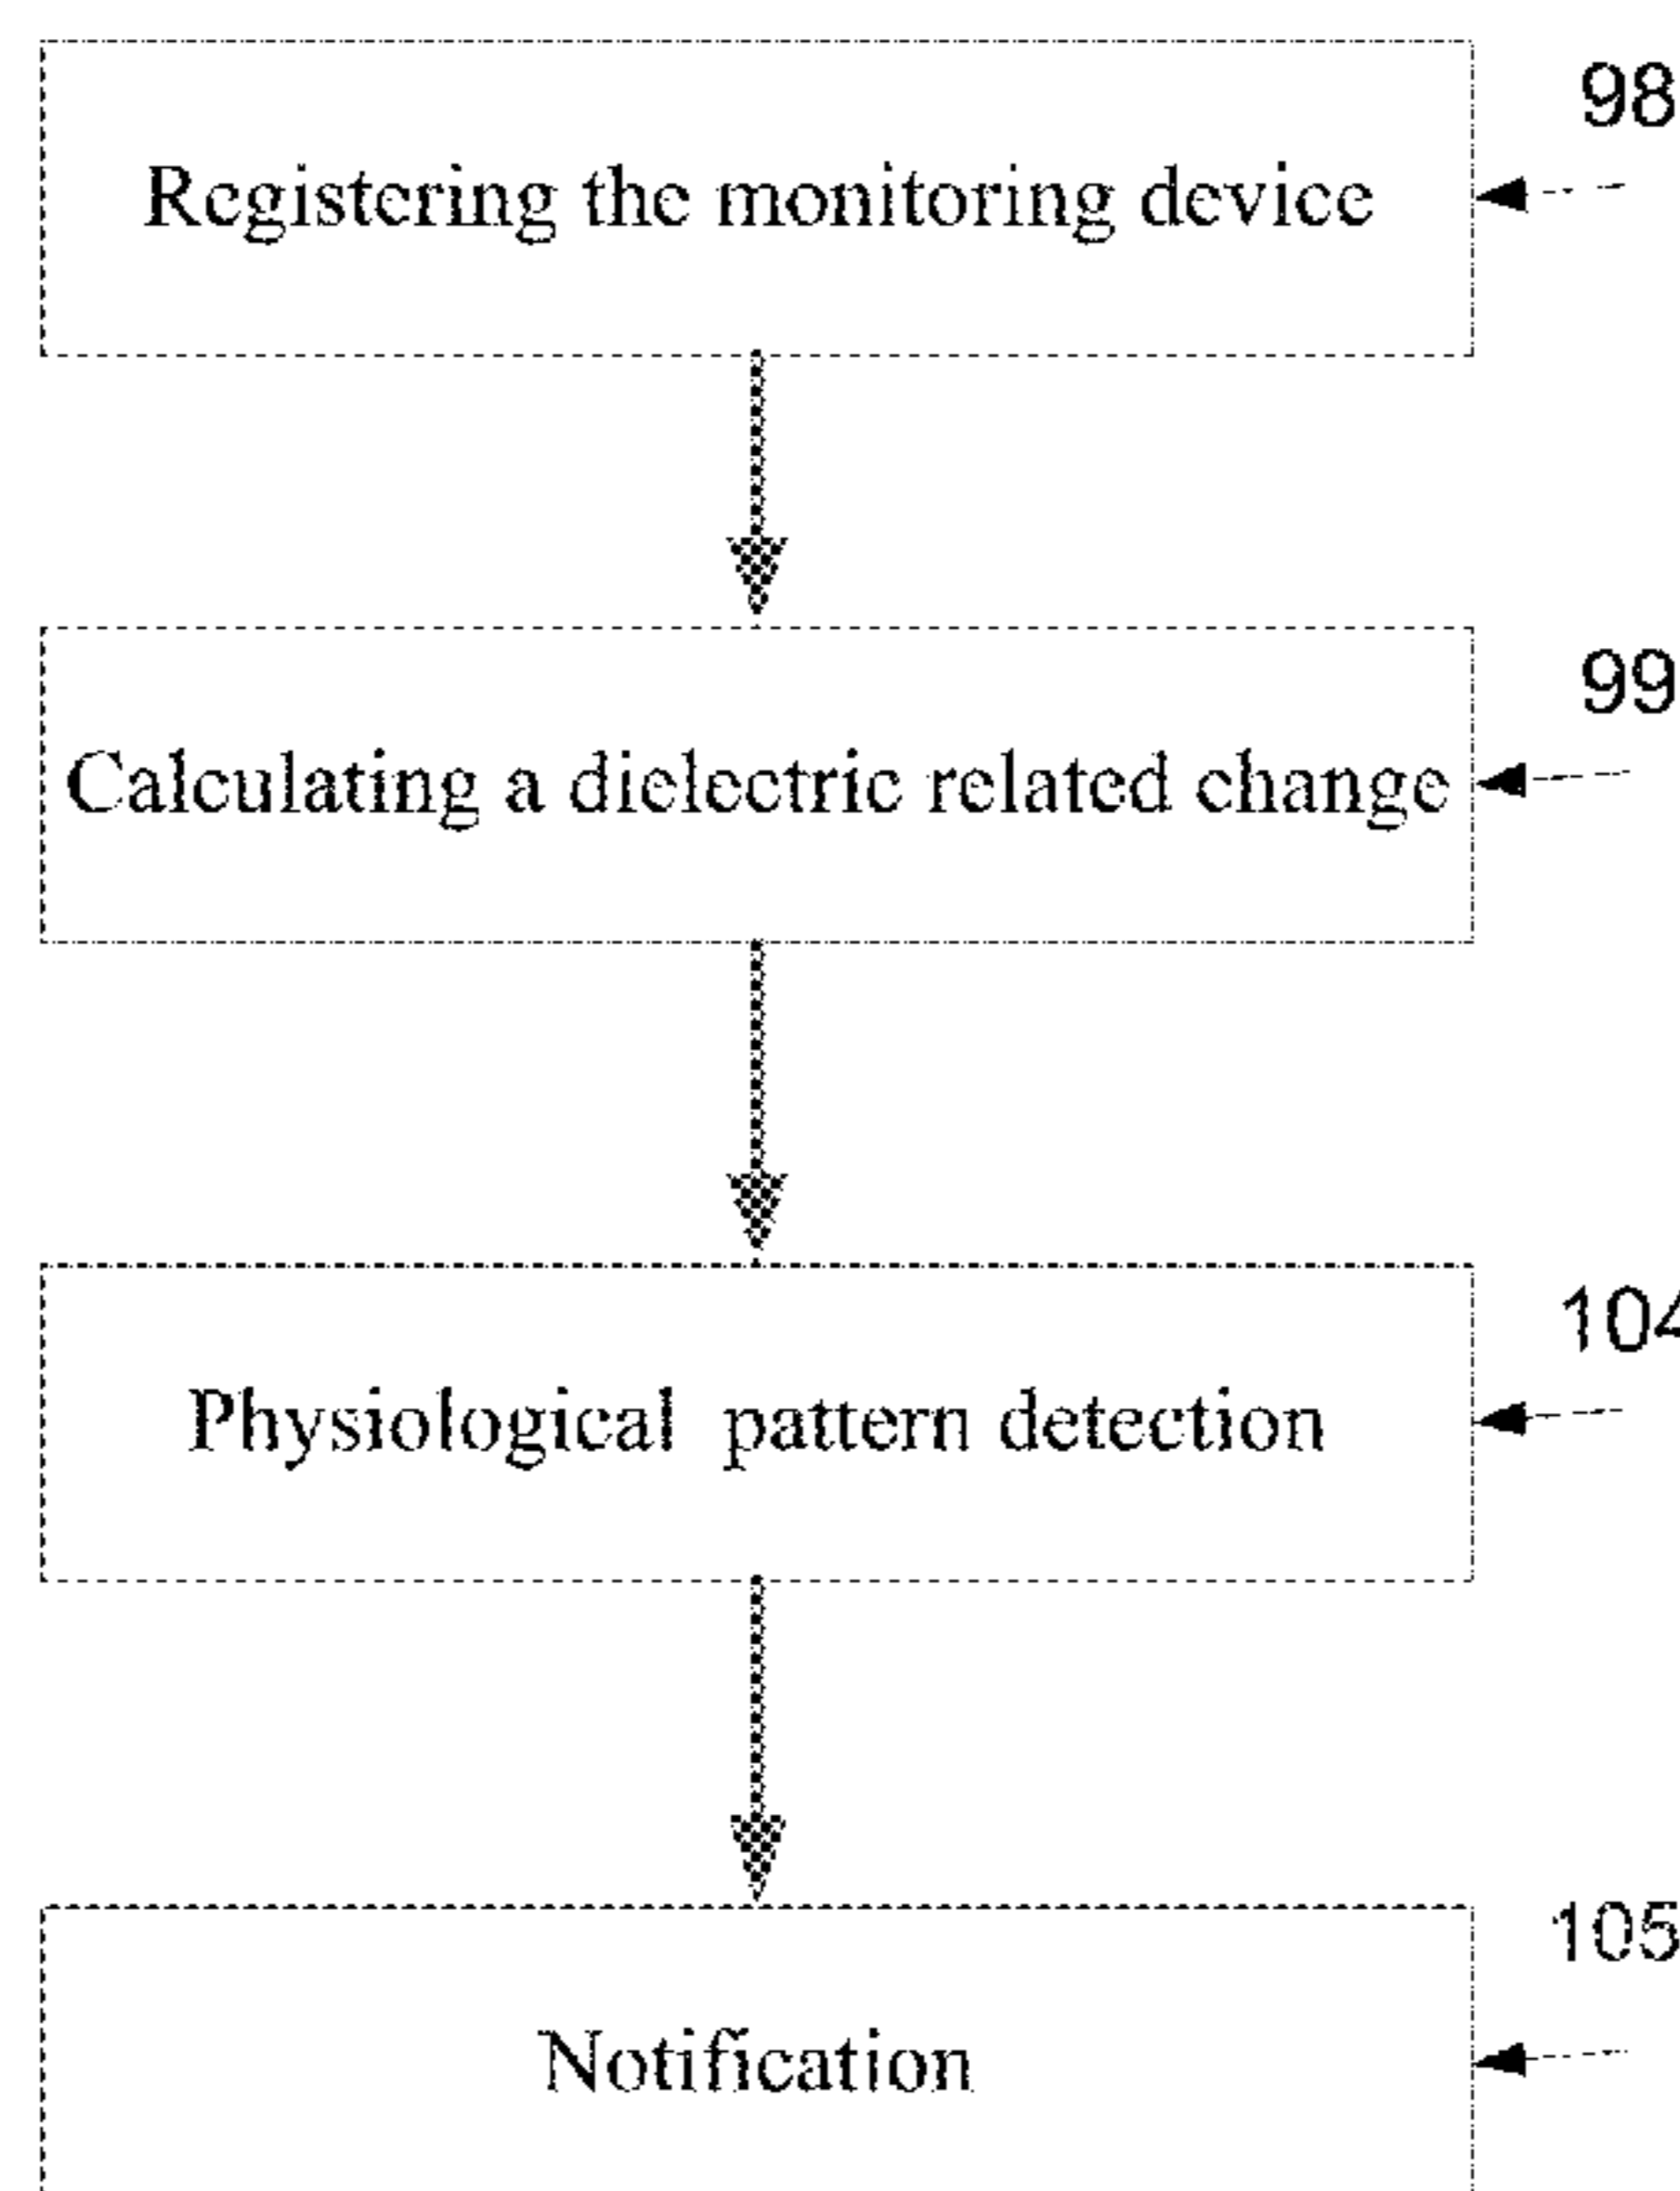 98
Registering the monitoring device
99
Calculating a dielectric related change
104
Physiological pattern detection
105
Notification